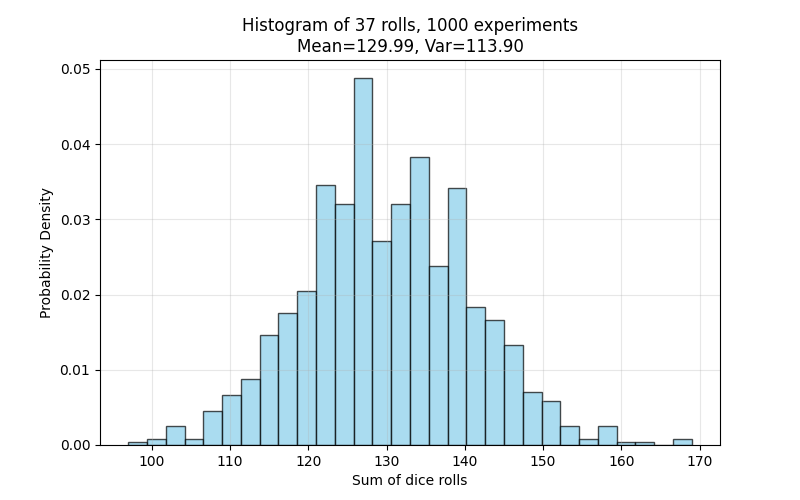 Histogram of 37 rolls, 1000 experiments
Mean=129.99, Var=113.90
0.05
0.04
0.03
0.02
0.01
0.00
Probability Density
100 110 120 130 140 150 160 170
Sum of dice rolls